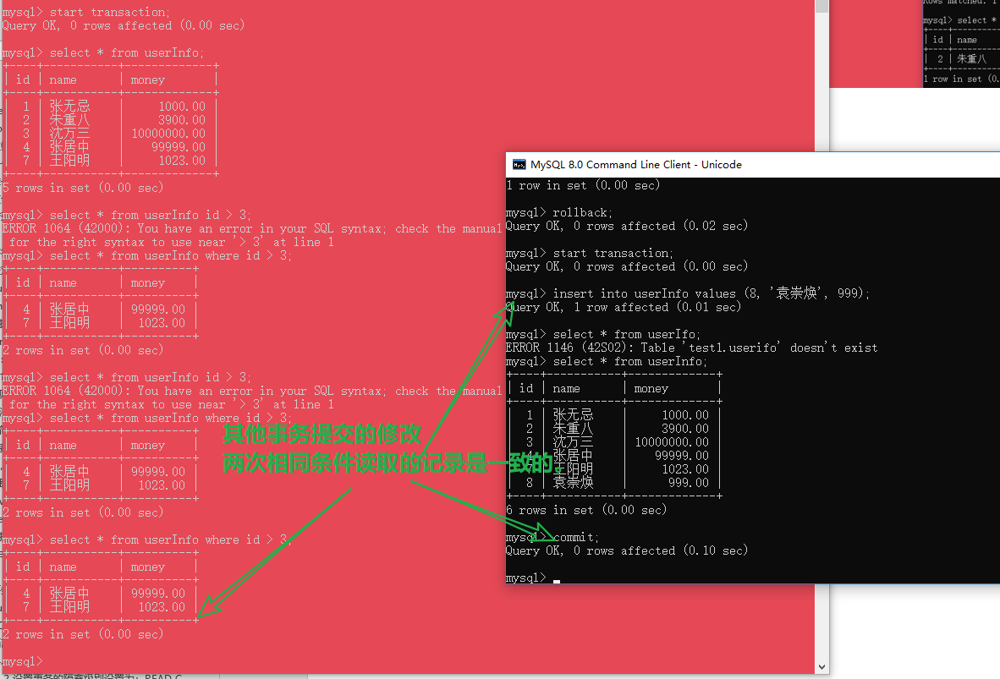 mysql> start transaction;
Query OK, 0 rows affected (0.00 sec)
mysql> select * from userInfo;
+----+-----------+-------------+
| id | name | money |
+----+-----------+-------------+
| 1 | 张无忌 | 1000.00 |
| 2 | 朱重八 | 3900.00 |
| 3 | 沈万三 | 10000000.00 |
| 4 | 张居中 | 99999.00 |
| 7 | 王阳明 | 1023.00 |
+----+-----------+-------------+
5 rows in set (0.00 sec)
mysql> select * from userInfo id > 3;
ERROR 1064 (42000): You have an error in your SQL syntax; check the manual
for the right syntax to use near '> 3' at line 1
mysql> select * from userInfo where id > 3;
+----+-----------+----------+
| id | name | money |
+----+-----------+----------+
| 4 | 张居中 | 99999.00 |
| 7 | 王阳明 | 1023.00 |
+----+-----------+----------+
2 rows in set (0.00 sec)
mysql> select * from userInfo id > 3;
ERROR 1064 (42000): You have an error in your SQL syntax; check the manual
for the right syntax to use near '> 3' at line 1
mysql> select * from userInfo where id > 3;
+----+-----------+----------+
| id | name | money |
+----+-----------+----------+
| 4 | 张居中 | 99999.00 |
| 7 | 王阳明 | 1023.00 |
+----+-----------+----------+
2 rows in set (0.00 sec)
mysql> select * from userInfo where id > 3;
+----+-----------+----------+
| id | name | money |
+----+-----------+----------+
| 4 | 张居中 | 99999.00 |
| 7 | 王阳明 | 1023.00 |
+----+-----------+----------+
2 rows in set (0.00 sec)
mysql>
其他事务提交的修改
两次相同条件读取的记录是一致的。
mysql> select *
| id | name
| 2 | 朱重八
1 row in set (0.
MySQL 8.0 Command Line Client - Unicode
1 row in set (0.00 sec)
mysql> rollback;
Query OK, 0 rows affected (0.02 sec)
mysql> start transaction;
Query OK, 0 rows affected (0.00 sec)
mysql> insert into userInfo values (8, '袁崇焕', 999);
Query OK, 1 row affected (0.01 sec)
mysql> select * from userIfo;
ERROR 1146 (42S02): Table 'test1.userifo' doesn't exist
mysql> select * from userInfo;
+----+-----------+-------------+
| id | name | money |
+----+-----------+-------------+
| 1 | 张无忌 | 1000.00 |
| 2 | 朱重八 | 3900.00 |
| 3 | 沈万三 | 10000000.00 |
| 4 | 张居中 | 99999.00 |
| 7 | 王阳明 | 1023.00 |
| 8 | 袁崇焕 | 999.00 |
+----+-----------+-------------+
6 rows in set (0.00 sec)
mysql> commit;
Query OK, 0 rows affected (0.10 sec)
mysql>